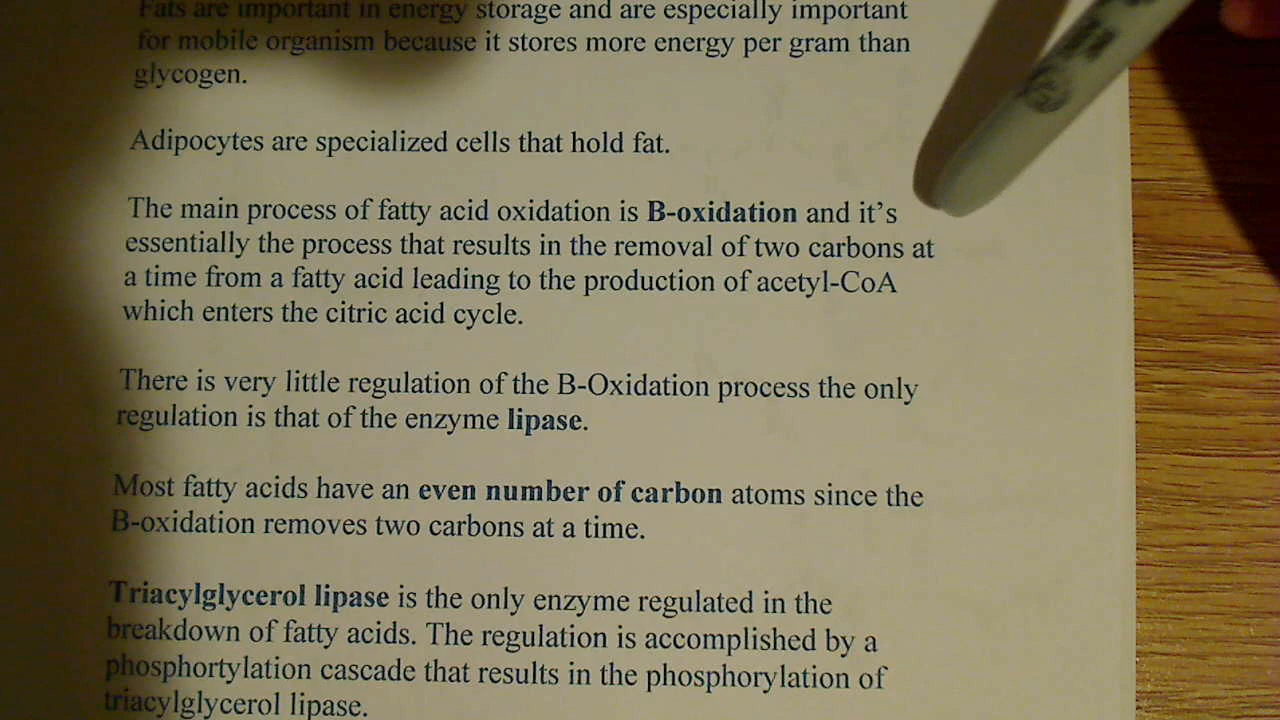 Fats are important in energy storage and are especially important
for mobile organism because it stores more energy per gram than
glycogen.
Adipocytes are specialized cells that hold fat.
The main process of fatty acid oxidation is B-oxidation and it's
essentially the process that results in the removal of two carbons at
a time from a fatty acid leading to the production of acetyl-CoA
which enters the citric acid cycle.
There is very little regulation of the B-Oxidation process the only
regulation is that of the enzyme lipase.
Most fatty acids have an even number of carbon atoms since the
B-oxidation removes two carbons at a time.
Triacylglycerol lipase is the only enzyme regulated in the
breakdown of fatty acids. The regulation is accomplished by a
phosphortylation cascade that results in the phosphorylation of
triacylglycerol lipase.